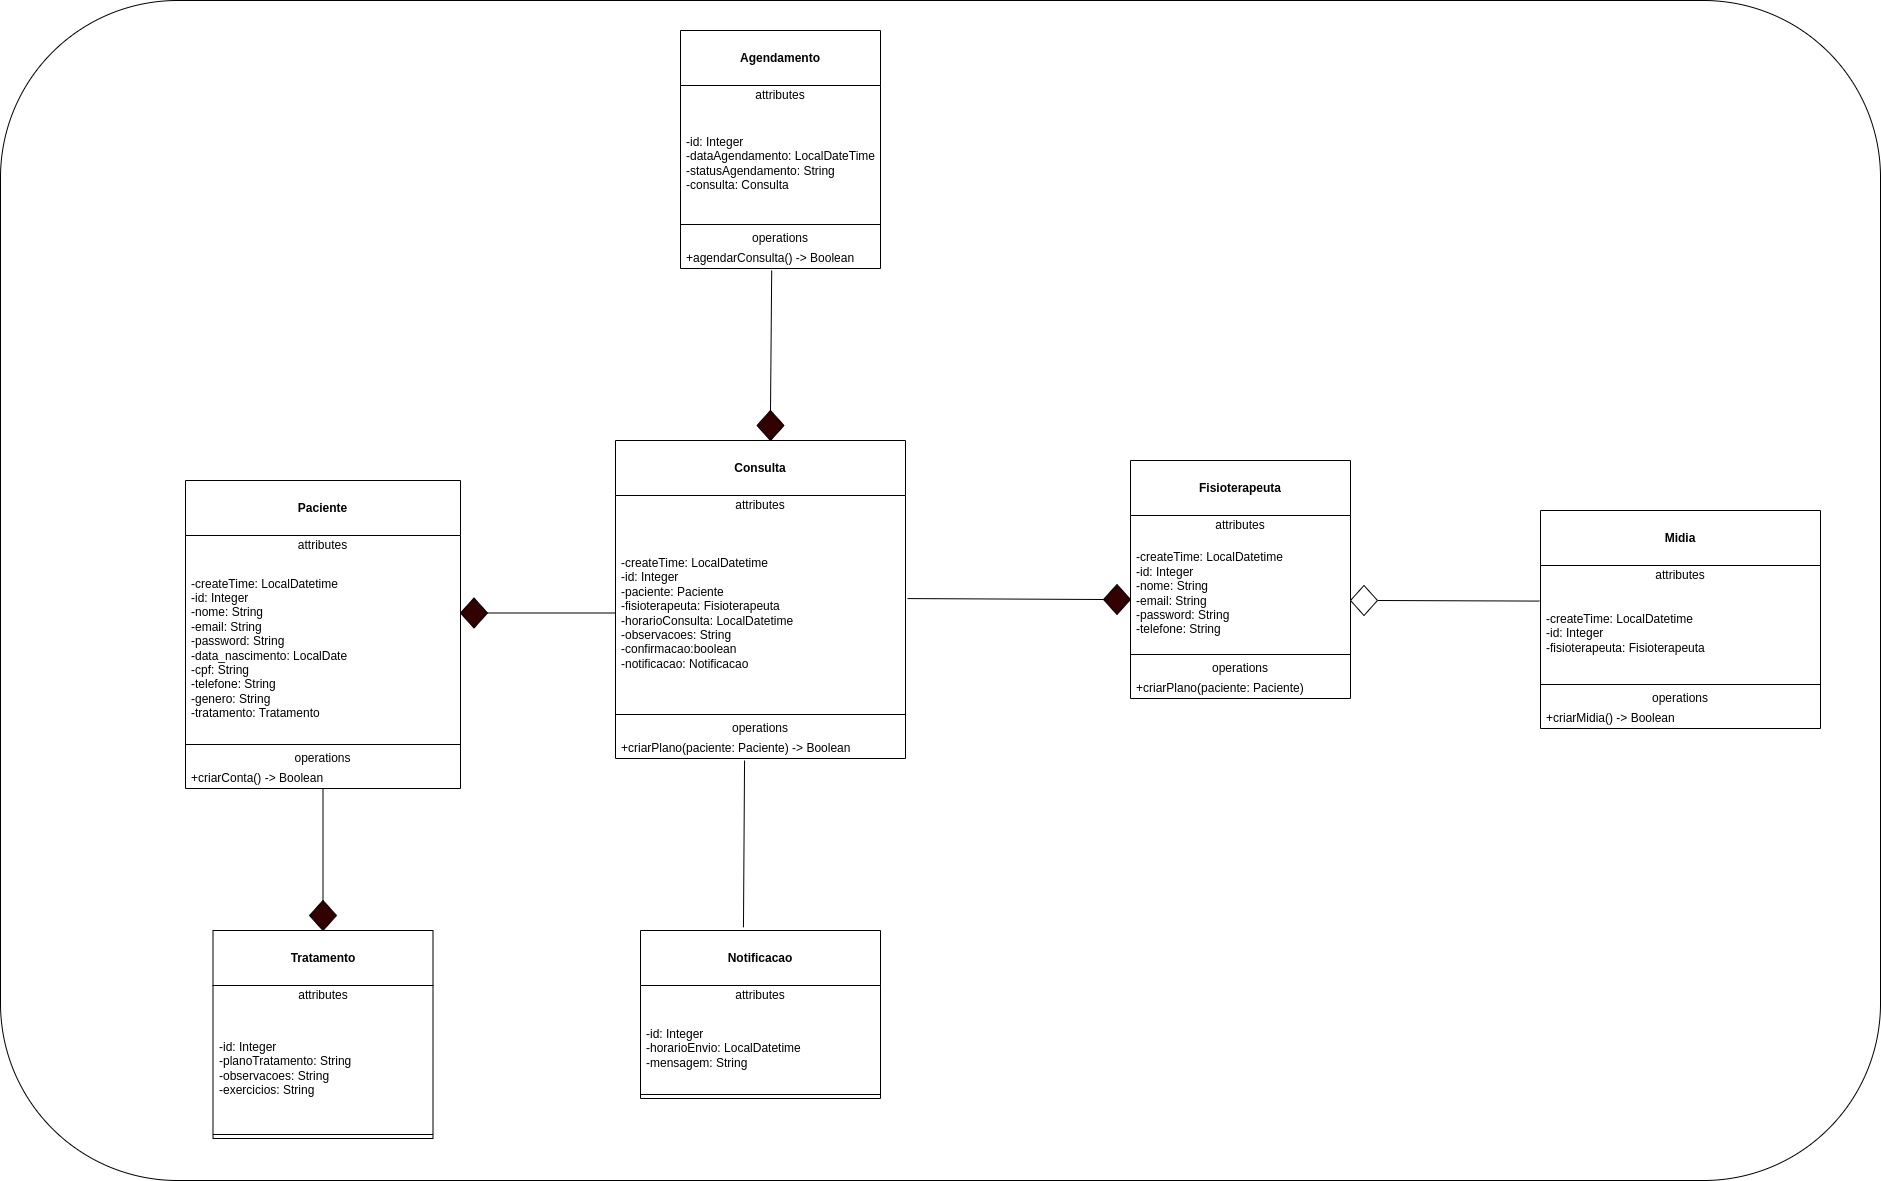 Agendamento
attributes
-id: Integer
-dataAgendamento: LocalDateTime
-statusAgendamento: String
-consulta: Consulta
operations
+agendarConsulta() -> Boolean
Paciente
attributes
-createTime: LocalDatetime
-id: Integer
-nome: String
-email: String
-password: String
-data_nascimento: LocalDate
-cpf: String
-telefone: String
-genero: String
-tratamento: Tratamento
operations
+criarConta() -> Boolean
Consulta
attributes
-createTime: LocalDatetime
-id: Integer
-paciente: Paciente
-fisioterapeuta: Fisioterapeuta
-horarioConsulta: LocalDatetime
-observacoes: String
-confirmacao:boolean
-notificacao: Notificacao
operations
+criarPlano(paciente: Paciente) -> Boolean
Fisioterapeuta
attributes
-createTime: LocalDatetime
-id: Integer
-nome: String
-email: String
-password: String
-telefone: String
operations
+criarPlano(paciente: Paciente)
Midia
attributes
-createTime: LocalDatetime
-id: Integer
-fisioterapeuta: Fisioterapeuta
operations
+criarMidia() -> Boolean
Tratamento
attributes
-id: Integer
-planoTratamento: String
-observacoes: String
-exercicios: String
Notificacao
attributes
-id: Integer
-horarioEnvio: LocalDatetime
-mensagem: String